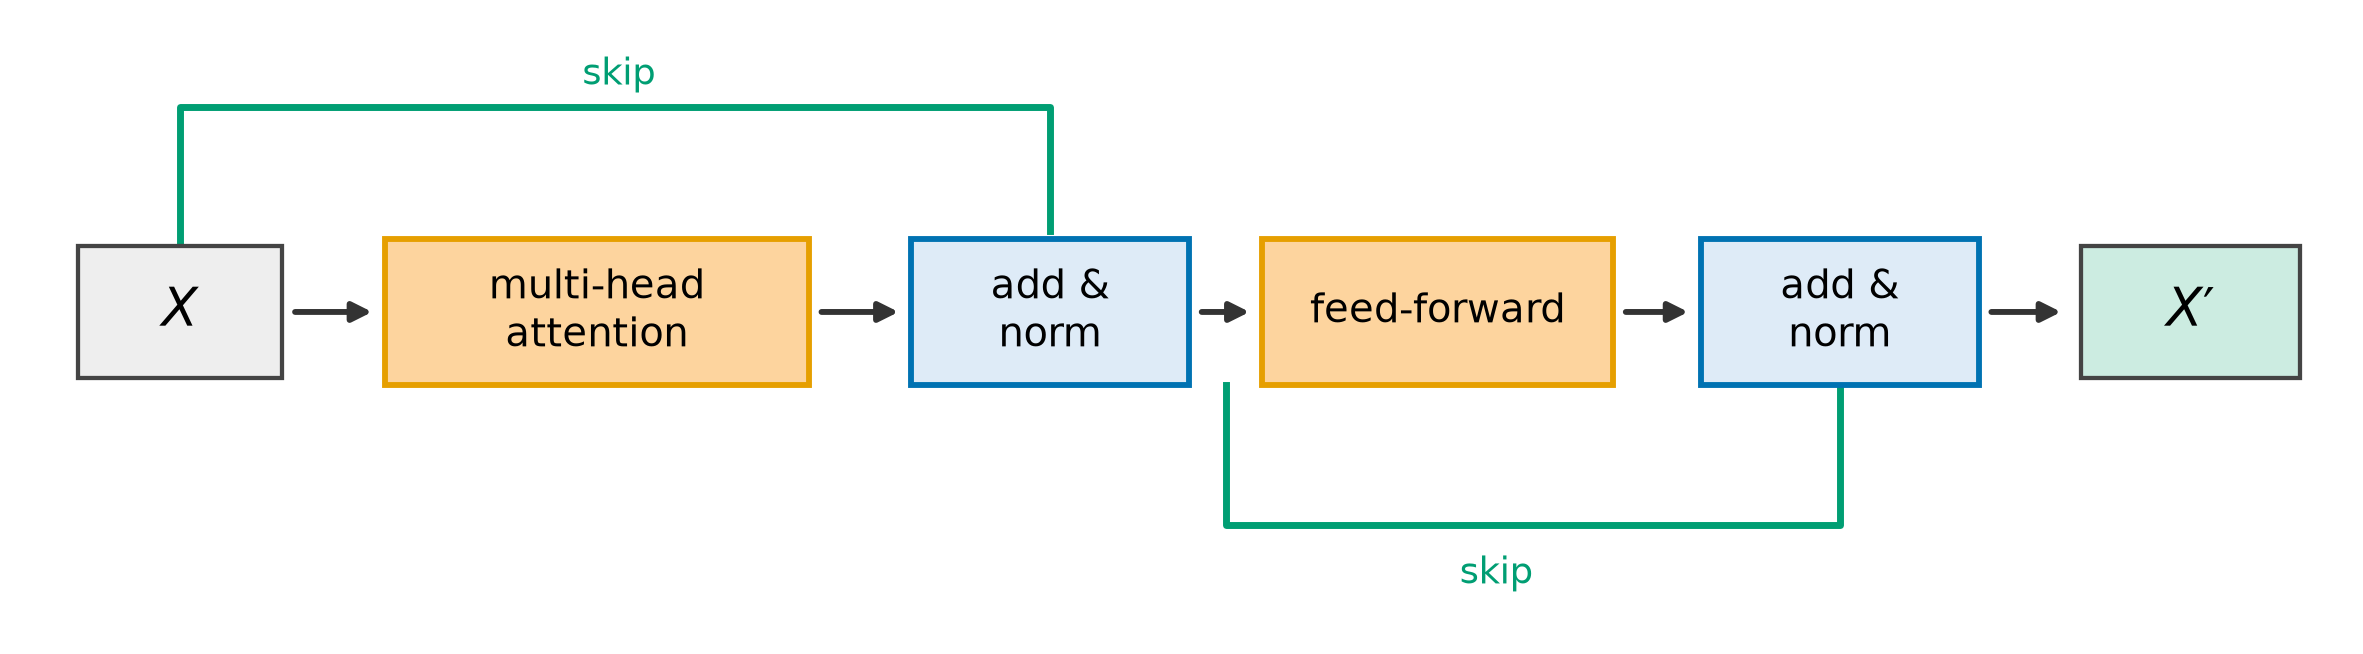 skip
X
multi-head
attention
add &
norm
feed-forward
add &
norm
X′
skip